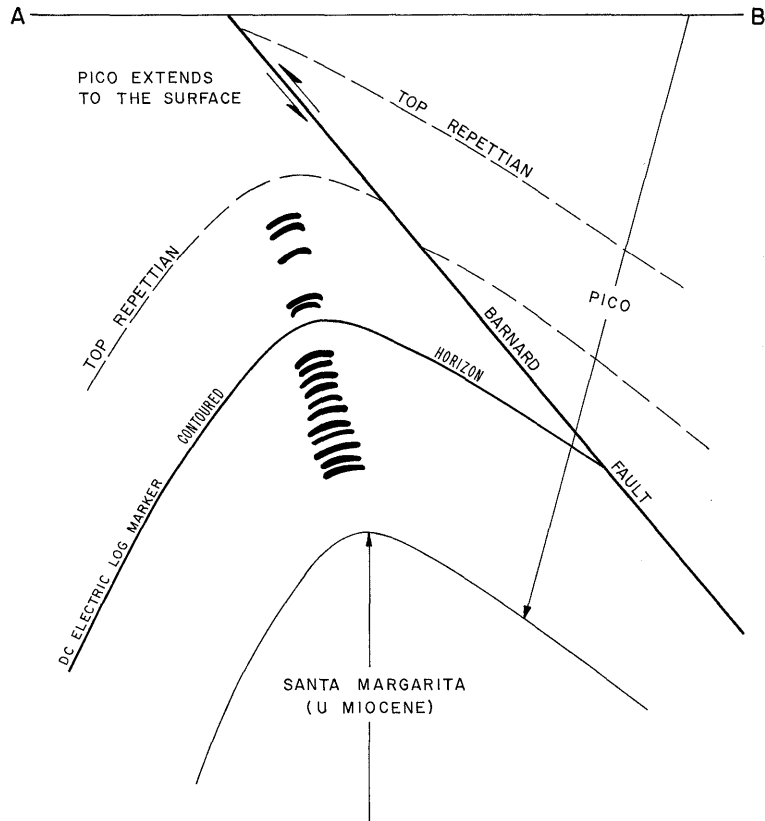 A
B
PICO EXTENDS
TO THE SURFACE
TOP REPETTIAN
TOP REPETTIAN
PICO
BARNARD
FAULT
HORIZON
CONTOURED
DC ELECTRIC LOG MARKER
SANTA MARGARITA
(U MIOCENE)